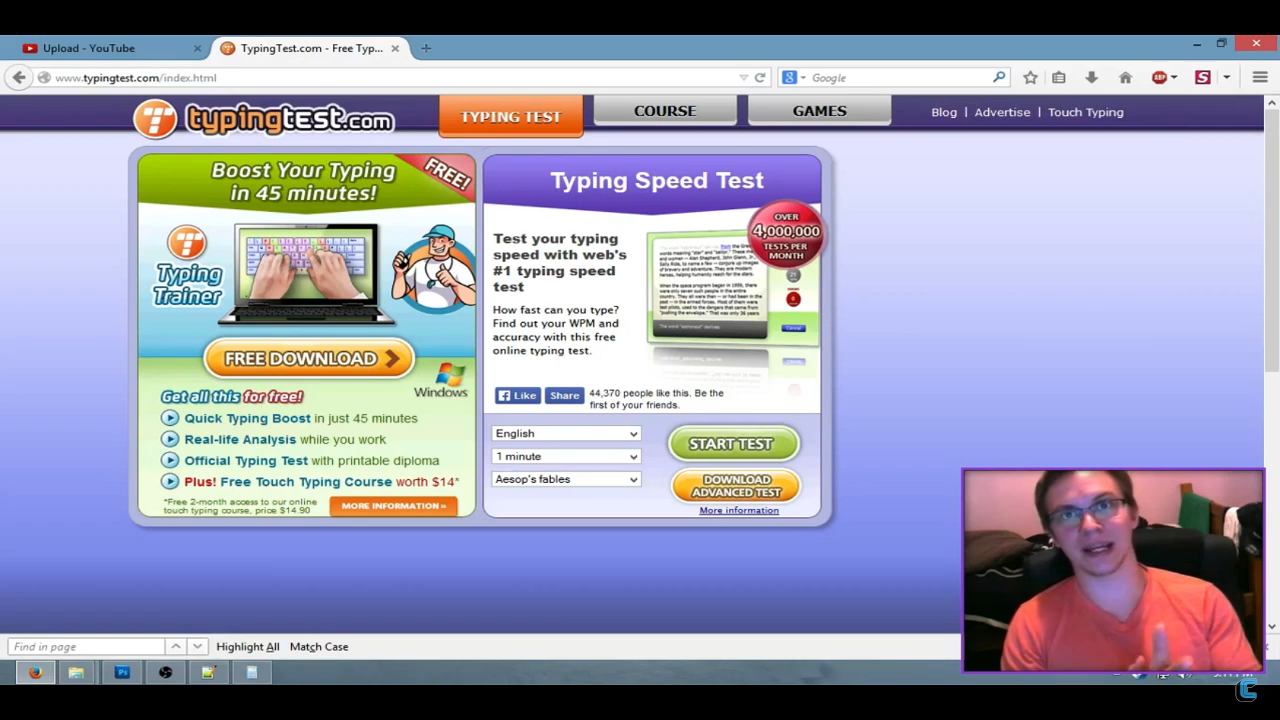 Upload - YouTube
TypingTest.com - Free Typ...
www.typingtest.com/index.html
Google
typingtest.com
TYPING TEST
COURSE
GAMES
Blog
Advertise
Touch Typing
Boost Your Typing
in 45 minutes!
FREE!
Typing
Trainer
FREE DOWNLOAD
Windows
Get all this for free!
Quick Typing Boost in just 45 minutes
Real-life Analysis while you work
Official Typing Test with printable diploma
Plus! Free Touch Typing Course worth $14*
*Free 2-month access to our online
touch typing course, price $14.90
MORE INFORMATION »
Typing Speed Test
OVER
4,000,000
TESTS PER
MONTH
Test your typing
speed with web's
#1 typing speed
test
How fast can you type?
Find out your WPM and
accuracy with this free
online typing test.
Like
Share
44,370 people like this. Be the
first of your friends.
English
1 minute
Aesop's fables
START TEST
DOWNLOAD
ADVANCED TEST
More information
Find in page
Highlight All
Match Case